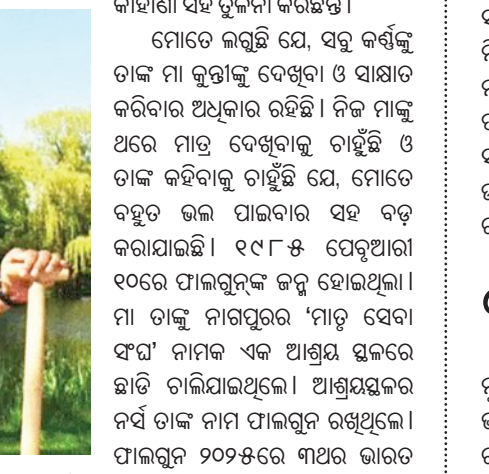 କାହାଣୀ ସହ ତୁଳନା କରିଛନ୍ତି।
ମୋତେ ଲାଗୁଛି ଯେ, ସବୁ କର୍ଣ୍ଣଙ୍କୁ
ତାଙ୍କ ମା କୁନ୍ତୀଙ୍କୁ ଦେଖିବା ଓ ସାକ୍ଷାତ
କରିବାର ଅଧିକାର ରହିଛି। ନିଜ ମାଙ୍କୁ
ଥରେ ମାତ୍ର ଦେଖିବାକୁ ଚାହୁଁଛି ଓ
ତାଙ୍କ କହିବାକୁ ଚାହୁଁଛି ଯେ, ମୋତେ
ବହୁତ ଭଲ ପାଇବାର ସହ ବଡ଼
କରାଯାଇଛି। ୧୯୮୫ ପେବୃଆରୀ
୧୦ରେ ଫାଲଗୁନ୍‌ଙ୍କ ଜନ୍ମ ହୋଇଥିଲା।
ମା ତାଙ୍କୁ ନାଗପୁରର ‘ମାତୃ ସେବା
ସଂଘ’ ନାମକ ଏକ ଆଶ୍ରୟ ସ୍ଥଳରେ
ଛାଡି ଚାଲିଯାଇଥିଲେ। ଆଶ୍ରୟସ୍ଥଳର
ନର୍ସ ତାଙ୍କ ନାମ ଫାଲଗୁନ ରଖିଥିଲେ।
ଫାଲଗୁନ ୨୦୨୫ରେ ୩ଥର ଭାରତ